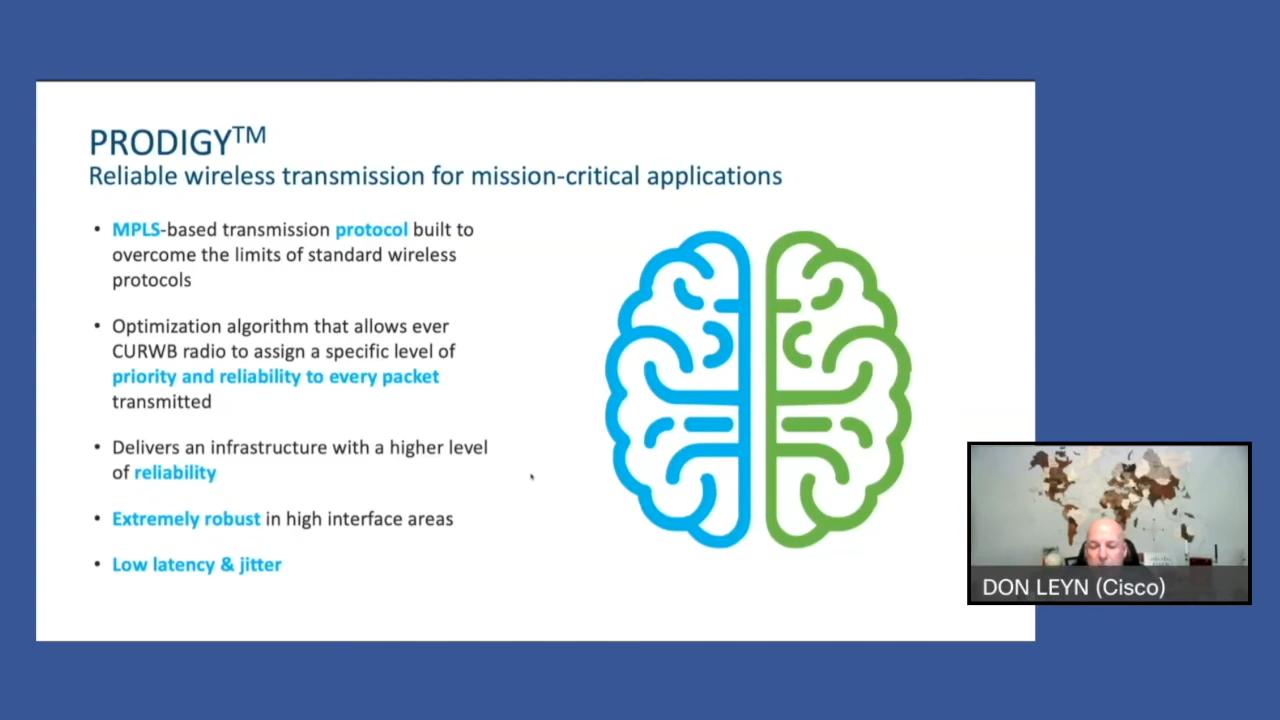 PRODIGY™
Reliable wireless transmission for mission-critical applications
• MPLS-based transmission protocol built to
overcome the limits of standard wireless
protocols
• Optimization algorithm that allows ever
CURWB radio to assign a specific level of
priority and reliability to every packet
transmitted
• Delivers an infrastructure with a higher level
of reliability
• Extremely robust in high interface areas
• Low latency & jitter
DON LEYN (Cisco)